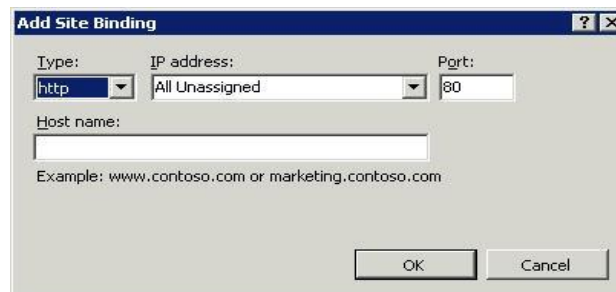 Add Site Binding
Type: IP address: Port:
http All Unassigned 80
Host name:
Example: www.contoso.com or marketing.contoso.com
OK Cancel